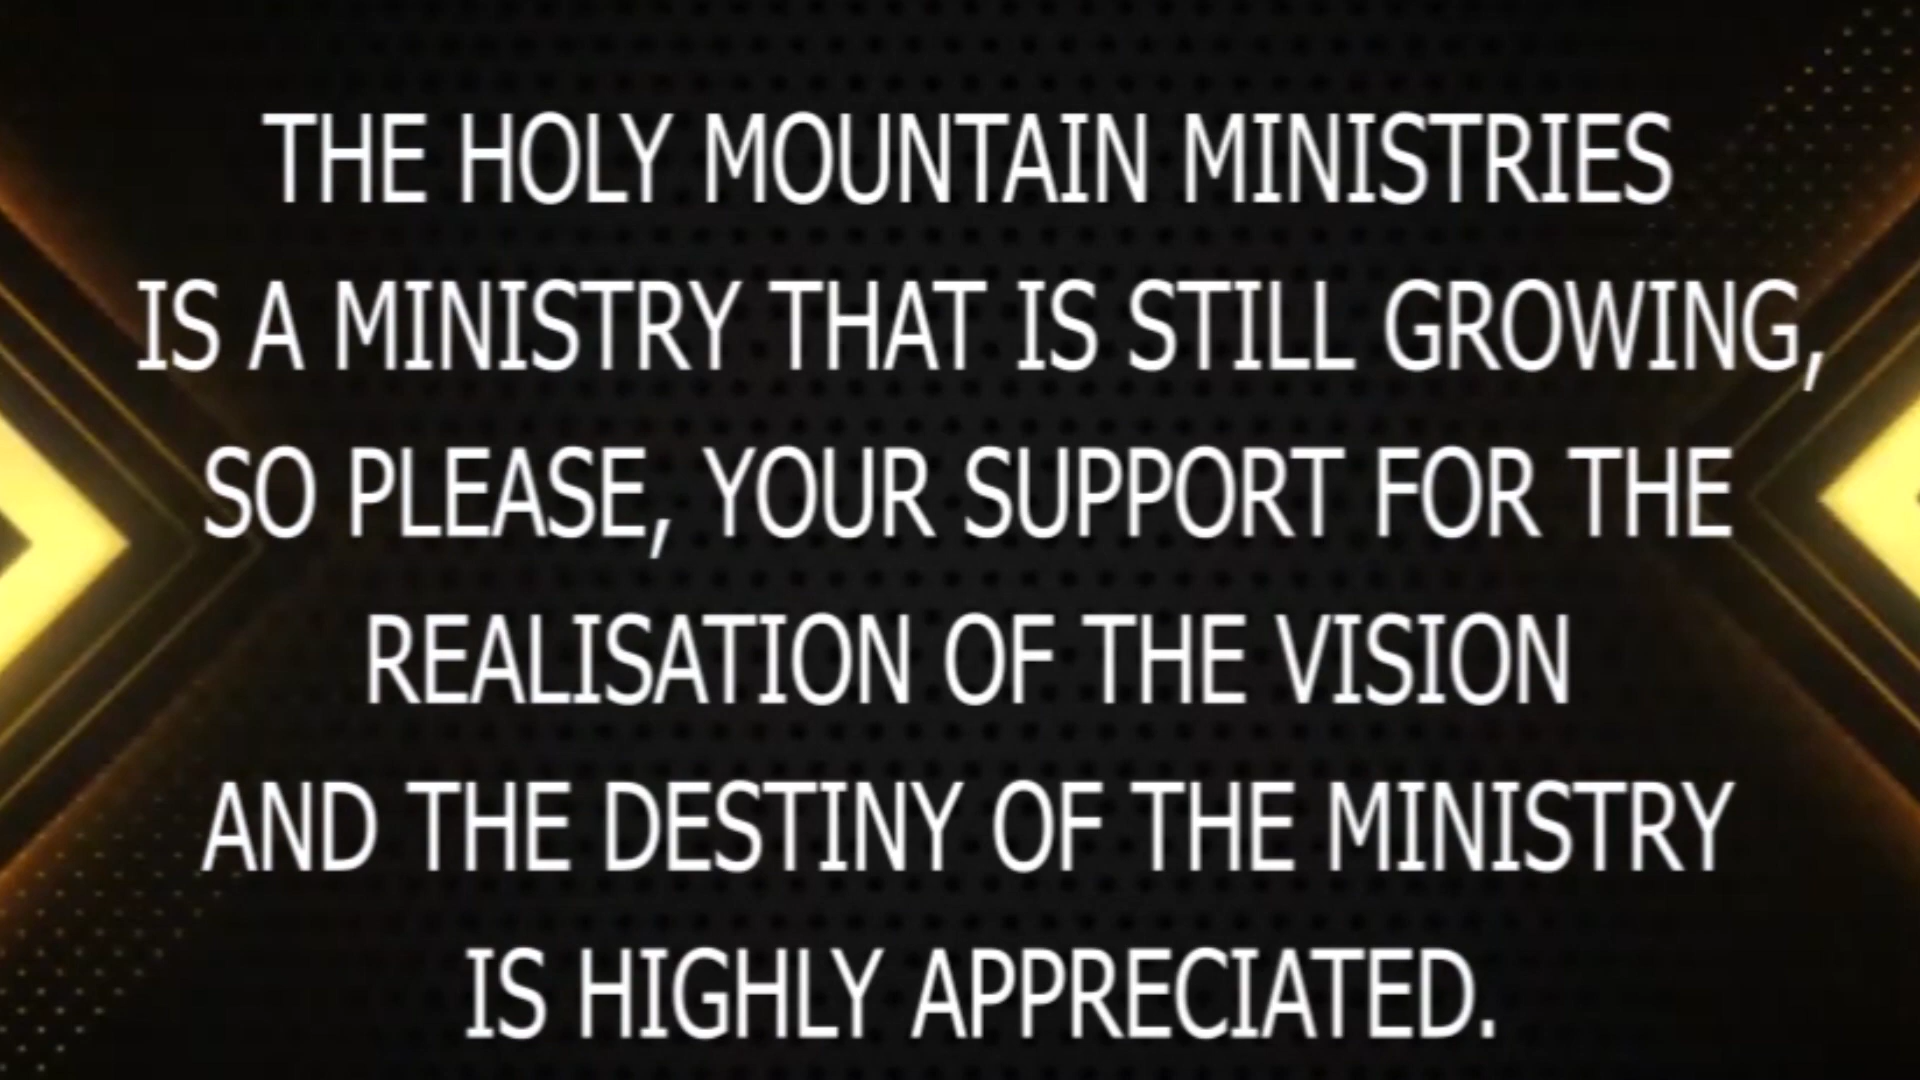 THE HOLY MOUNTAIN MINISTRIES
IS A MINISTRY THAT IS STILL GROWING,
SO PLEASE, YOUR SUPPORT FOR THE
REALISATION OF THE VISION
AND THE DESTINY OF THE MINISTRY
IS HIGHLY APPRECIATED.